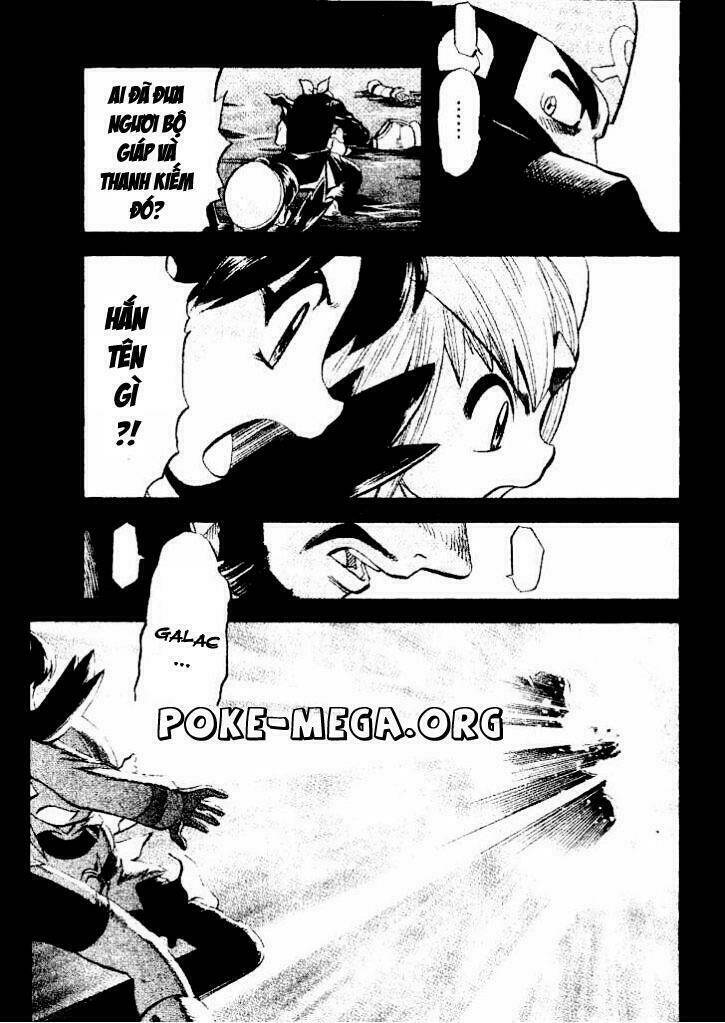 ......
AI ĐÃ ĐƯA
NGƯƠI BỘ
GIÁP VÀ
THANH KIẾM
ĐÓ?
HẮN
TÊN
GÌ
?!
GALAC
...
POKE-MEGA.ORG